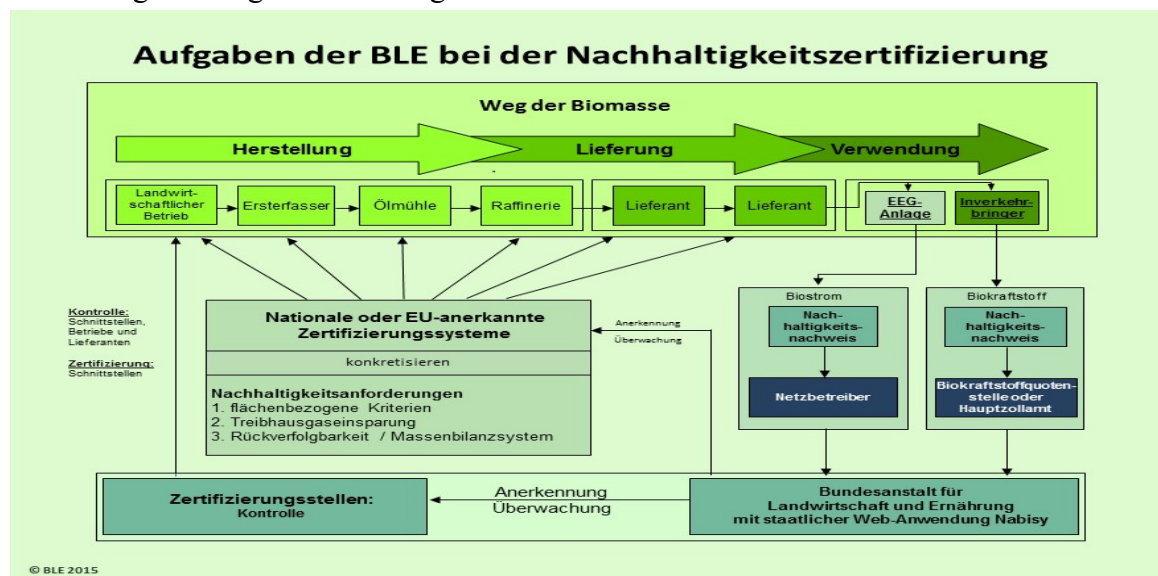 Aufgaben der BLE bei der Nachhaltigkeitszertifizierung
Weg der Biomasse
Herstellung
Lieferung
Verwendung
Landwirt-
schaftlicher
Betrieb
Ersterfasser
Ölmühle
Raffinerie
Lieferant
Lieferant
EEG-
Anlage
Inverkehr-
bringer
Kontrolle:
Schnittstellen,
Betriebe und
Lieferanten
Zertifizierung:
Schnittstellen
Nationale oder EU-anerkannte
Zertifizierungssysteme
konkretisieren
Nachhaltigkeitsanforderungen
1. flächenbezogene Kriterien
2. Treibhausgaseinsparung
3. Rückverfolgbarkeit / Massenbilanzsystem
Anerkennung
Überwachung
Biostrom
Nach-
haltigkeits-
nachweis
Netzbetreiber
Biokraftstoff
Nach-
haltigkeits-
nachweis
Biokraftstoffquoten-
stelle oder
Hauptzollamt
Zertifizierungsstellen:
Kontrolle
Anerkennung
Überwachung
Bundesanstalt für
Landwirtschaft und Ernährung
mit staatlicher Web-Anwendung Nabisy
© BLE 2015